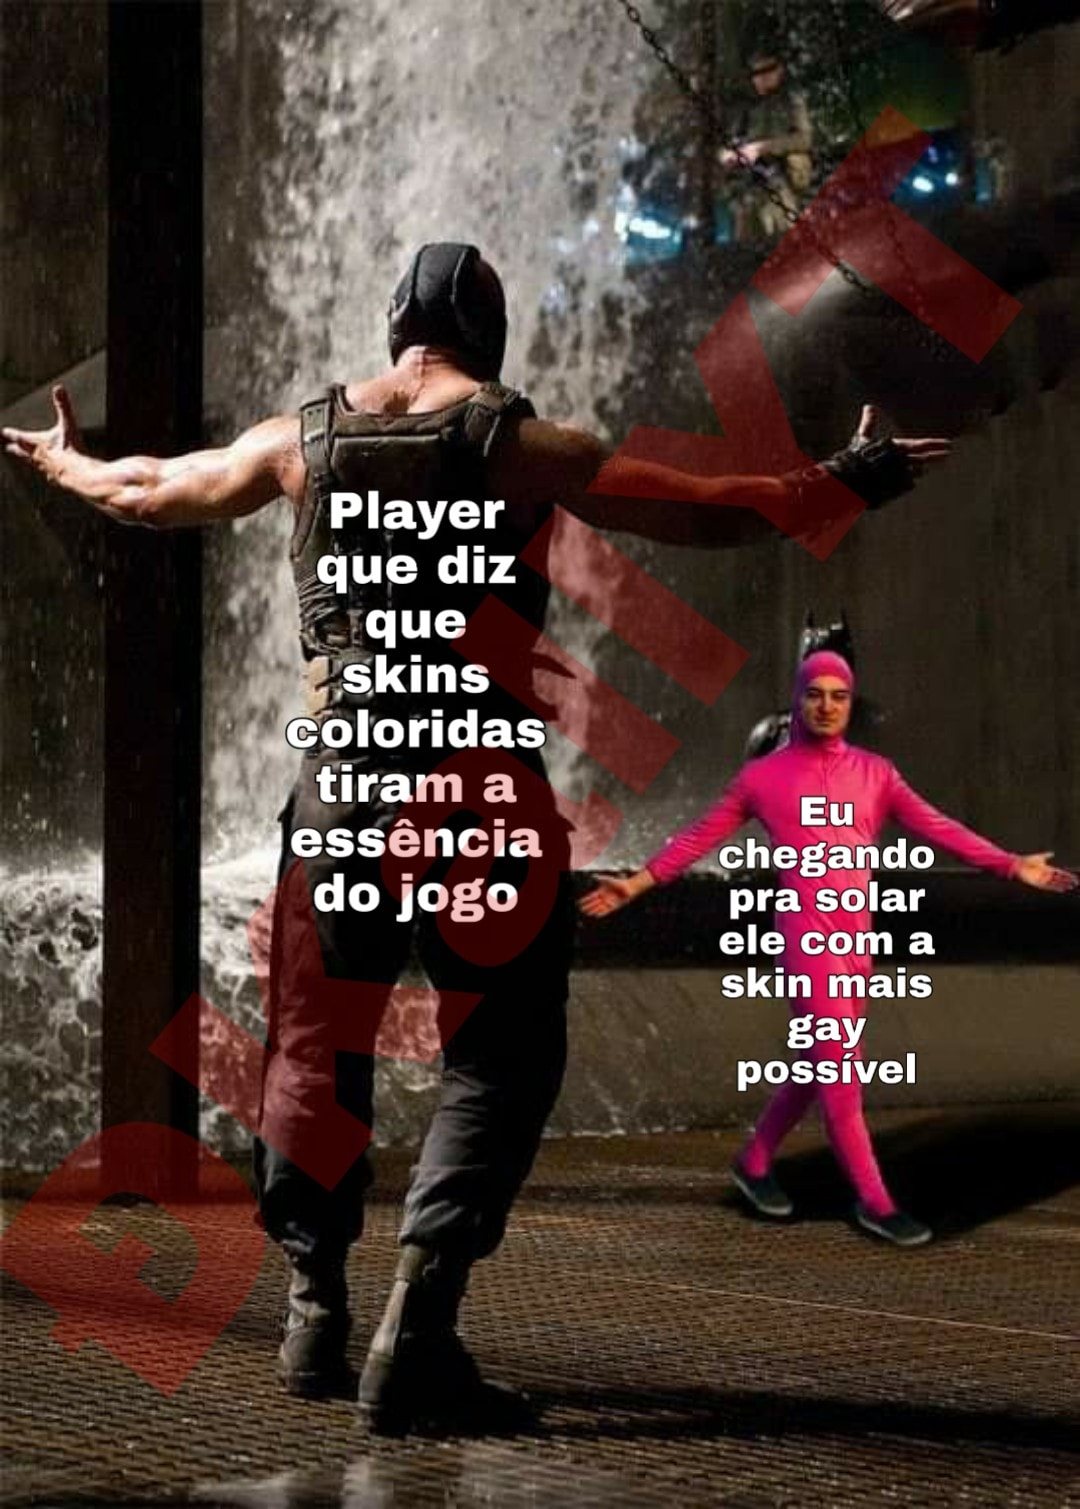 Player
que diz
que
skins
coloridas
tiram a
essência
do jogo
Eu
chegando
pra solar
ele com a
skin mais
gay
possível